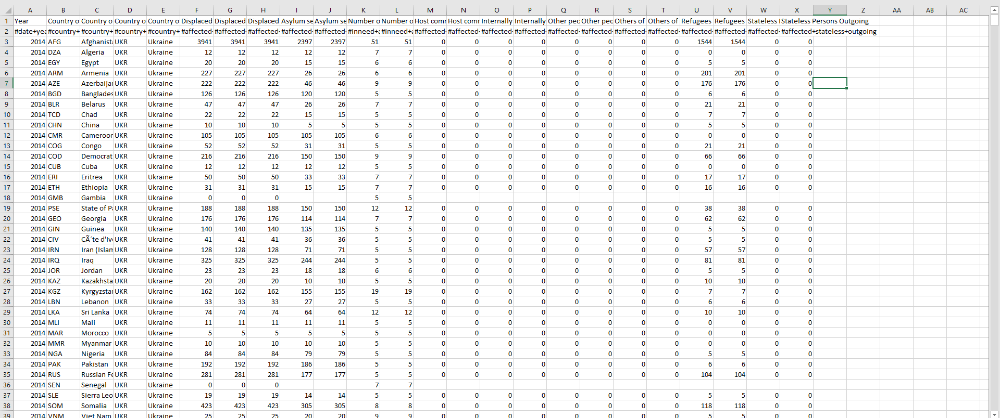 A B C D E F G H I J K L M N O P Q R S T U V W X Y Z AA AB AC
1 Year Country o Country o Country o Country o Displaced Displaced Displaced Asylum se Asylum se Number o Number o Host comr Host comr Internally Internally Other pec Other pec Others of Others of Refugees Refugees Stateless Stateless Persons Outgoing
2 #date+yea #country+ #country+ #country+ #country+ #affected- #affected- #affected- #affected- #affected- #inneed+a #inneed+a #affected- #affected- #affected- #affected- #affected- #affected- #affected- #affected- #affected- #affected- #affected- #affected+stateless+outgoing
3 2014 AFG Afghanista UKR Ukraine 3941 3941 3941 2397 2397 51 51 0 0 0 0 0 0 0 0 1544 1544 0 0
4 2014 DZA Algeria UKR Ukraine 12 12 12 12 12 7 7 0 0 0 0 0 0 0 0 0 0 0 0
5 2014 EGY Egypt UKR Ukraine 20 20 20 15 15 6 6 0 0 0 0 0 0 0 0 5 5 0 0
6 2014 ARM Armenia UKR Ukraine 227 227 227 26 26 6 6 0 0 0 0 0 0 0 0 201 201 0 0
7 2014 AZE Azerbaijar UKR Ukraine 222 222 222 46 46 9 9 0 0 0 0 0 0 0 0 176 176 0 0
8 2014 BGD Banglades UKR Ukraine 126 126 126 120 120 5 5 0 0 0 0 0 0 0 0 6 6 0 0
9 2014 BLR Belarus UKR Ukraine 47 47 47 26 26 7 7 0 0 0 0 0 0 0 0 21 21 0 0
10 2014 TCD Chad UKR Ukraine 22 22 22 15 15 5 5 0 0 0 0 0 0 0 0 7 7 0 0
11 2014 CHN China UKR Ukraine 10 10 10 5 5 5 5 0 0 0 0 0 0 0 0 5 5 0 0
12 2014 CMR Cameroor UKR Ukraine 105 105 105 105 105 6 6 0 0 0 0 0 0 0 0 0 0 0 0
13 2014 COG Congo UKR Ukraine 52 52 52 31 31 5 5 0 0 0 0 0 0 0 0 21 21 0 0
14 2014 COD Democrat UKR Ukraine 216 216 216 150 150 9 9 0 0 0 0 0 0 0 0 66 66 0 0
15 2014 CUB Cuba UKR Ukraine 12 12 12 12 12 5 5 0 0 0 0 0 0 0 0 0 0 0 0
16 2014 ERI Eritrea UKR Ukraine 50 50 50 33 33 7 7 0 0 0 0 0 0 0 0 17 17 0 0
17 2014 ETH Ethiopia UKR Ukraine 31 31 31 15 15 7 7 0 0 0 0 0 0 0 0 16 16 0 0
18 2014 GMB Gambia UKR Ukraine 0 0 0 5 5
19 2014 PSE State of Pa UKR Ukraine 188 188 188 150 150 12 12 0 0 0 0 0 0 0 0 38 38 0 0
20 2014 GEO Georgia UKR Ukraine 176 176 176 114 114 7 7 0 0 0 0 0 0 0 0 62 62 0 0
21 2014 GIN Guinea UKR Ukraine 140 140 140 135 135 5 5 0 0 0 0 0 0 0 0 5 5 0 0
22 2014 CIV CÃ´te d'Iv UKR Ukraine 41 41 41 36 36 5 5 0 0 0 0 0 0 0 0 5 5 0 0
23 2014 IRN Iran (Islam UKR Ukraine 128 128 128 71 71 5 5 0 0 0 0 0 0 0 0 57 57 0 0
24 2014 IRQ Iraq UKR Ukraine 325 325 325 244 244 5 5 0 0 0 0 0 0 0 0 81 81 0 0
25 2014 JOR Jordan UKR Ukraine 23 23 23 18 18 6 6 0 0 0 0 0 0 0 0 5 5 0 0
26 2014 KAZ Kazakhsta UKR Ukraine 20 20 20 10 10 5 5 0 0 0 0 0 0 0 0 10 10 0 0
27 2014 KGZ Kyrgyzstar UKR Ukraine 162 162 162 155 155 19 19 0 0 0 0 0 0 0 0 7 7 0 0
28 2014 LBN Lebanon UKR Ukraine 33 33 33 27 27 5 5 0 0 0 0 0 0 0 0 6 6 0 0
29 2014 LKA Sri Lanka UKR Ukraine 74 74 74 64 64 12 12 0 0 0 0 0 0 0 0 10 10 0 0
30 2014 MLI Mali UKR Ukraine 11 11 11 11 11 5 5 0 0 0 0 0 0 0 0 0 0 0 0
31 2014 MAR Morocco UKR Ukraine 5 5 5 5 5 5 5 0 0 0 0 0 0 0 0 0 0 0 0
32 2014 MMR Myanmar UKR Ukraine 10 10 10 10 10 5 5 0 0 0 0 0 0 0 0 0 0 0 0
33 2014 NGA Nigeria UKR Ukraine 84 84 84 79 79 5 5 0 0 0 0 0 0 0 0 5 5 0 0
34 2014 PAK Pakistan UKR Ukraine 192 192 192 186 186 5 5 0 0 0 0 0 0 0 0 6 6 0 0
35 2014 RUS Russian Fe UKR Ukraine 281 281 281 177 177 5 5 0 0 0 0 0 0 0 0 104 104 0 0
36 2014 SEN Senegal UKR Ukraine 0 0 0 7 7
37 2014 SLE Sierra Leo UKR Ukraine 19 19 19 14 14 5 5 0 0 0 0 0 0 0 0 5 5 0 0
38 2014 SOM Somalia UKR Ukraine 423 423 423 305 305 8 8 0 0 0 0 0 0 0 0 118 118 0 0
39 2014 VNM Viet Nam UKR Ukraine 25 25 25 20 20 9 9 0 0 0 0 0 0 0 0 5 5 0 0